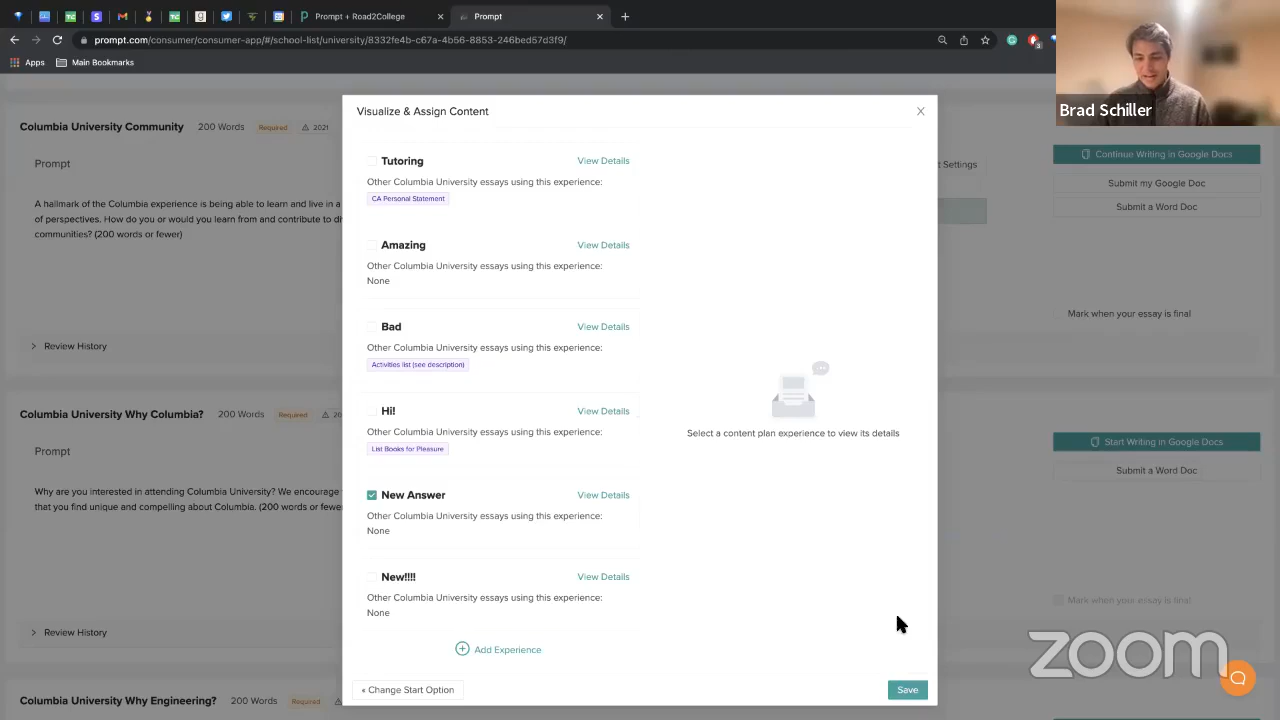 Prompt + Road2College
Prompt
prompt.com/consumer/consumer-app/#/school-list/university/8332fe4b-c67a-4b56-8853-246bed57d3f9/
Apps
Main Bookmarks
Brad Schiller
Visualize & Assign Content
Columbia University Community 200 Words Required 2021
Prompt
A hallmark of the Columbia experience is being able to learn and live in a
of perspectives. How do you or would you learn from and contribute to div
communities? (200 words or fewer)
Review History
Columbia University Why Columbia? 200 Words Required 20
Prompt
Why are you interested in attending Columbia University? We encourage
that you find unique and compelling about Columbia. (200 words or fewer)
Review History
Columbia University Why Engineering? 200 Words Required
Tutoring View Details
Other Columbia University essays using this experience:
CA Personal Statement
Amazing View Details
Other Columbia University essays using this experience:
None
Bad View Details
Other Columbia University essays using this experience:
Activities list (see description)
Hi! View Details
Other Columbia University essays using this experience:
List Books for Pleasure
New Answer View Details
Other Columbia University essays using this experience:
None
New!!!! View Details
Other Columbia University essays using this experience:
None
Add Experience
« Change Start Option
Save
Select a content plan experience to view its details
t Settings
Continue Writing in Google Docs
Submit my Google Doc
Submit a Word Doc
Mark when your essay is final
Start Writing in Google Docs
Submit a Word Doc
Mark when your essay is final
zoom